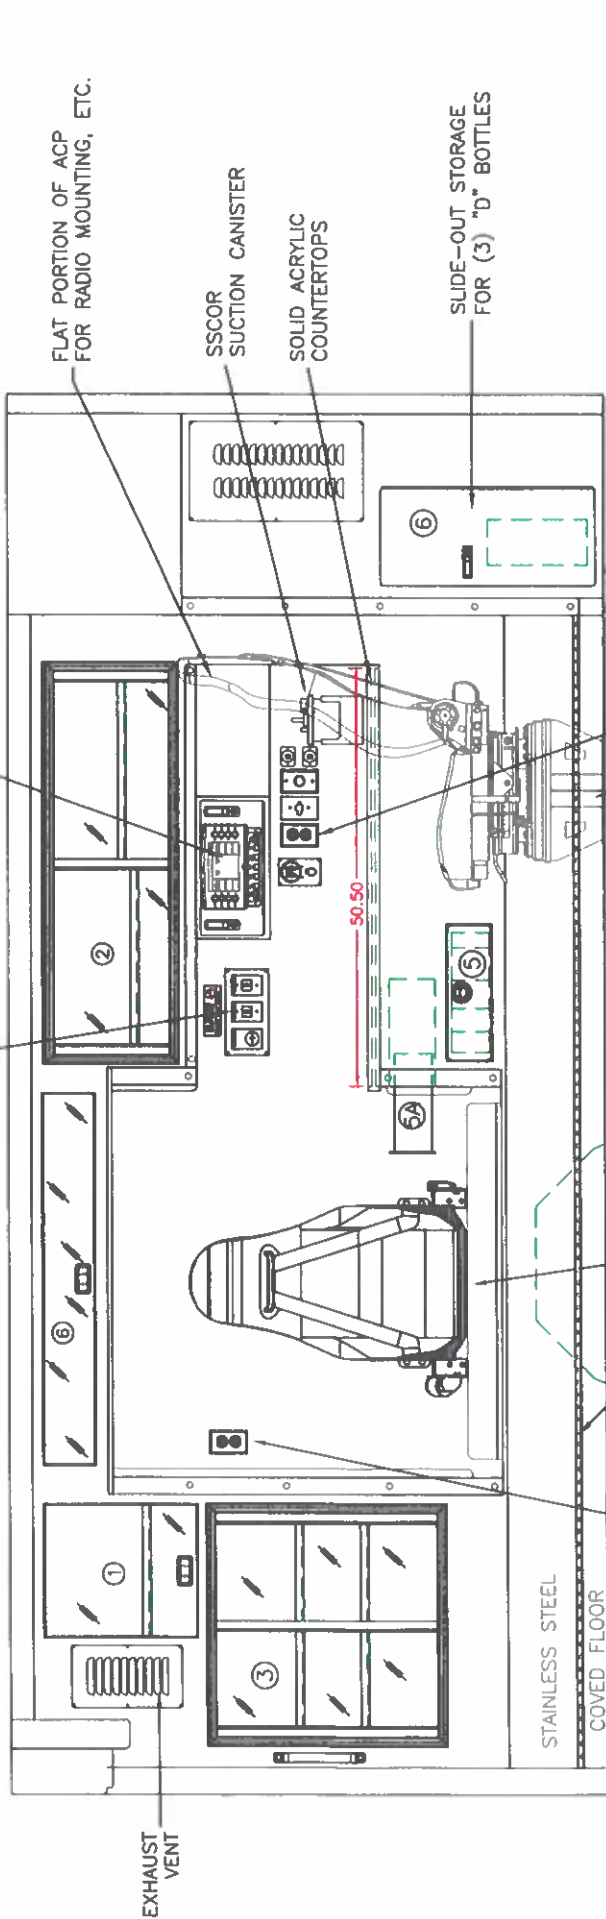 FLAT PORTION OF ACP
FOR RADIO MOUNTING, ETC.
SSCOR
SUCTION CANISTER
SOLID ACRYLIC
COUNTERTOPS
SLIDE-OUT STORAGE
FOR (3) "D" BOTTLES
6
2
50.50
5
5A
6
1
3
STAINLESS STEEL
COVED FLOOR
EXHAUST
VENT